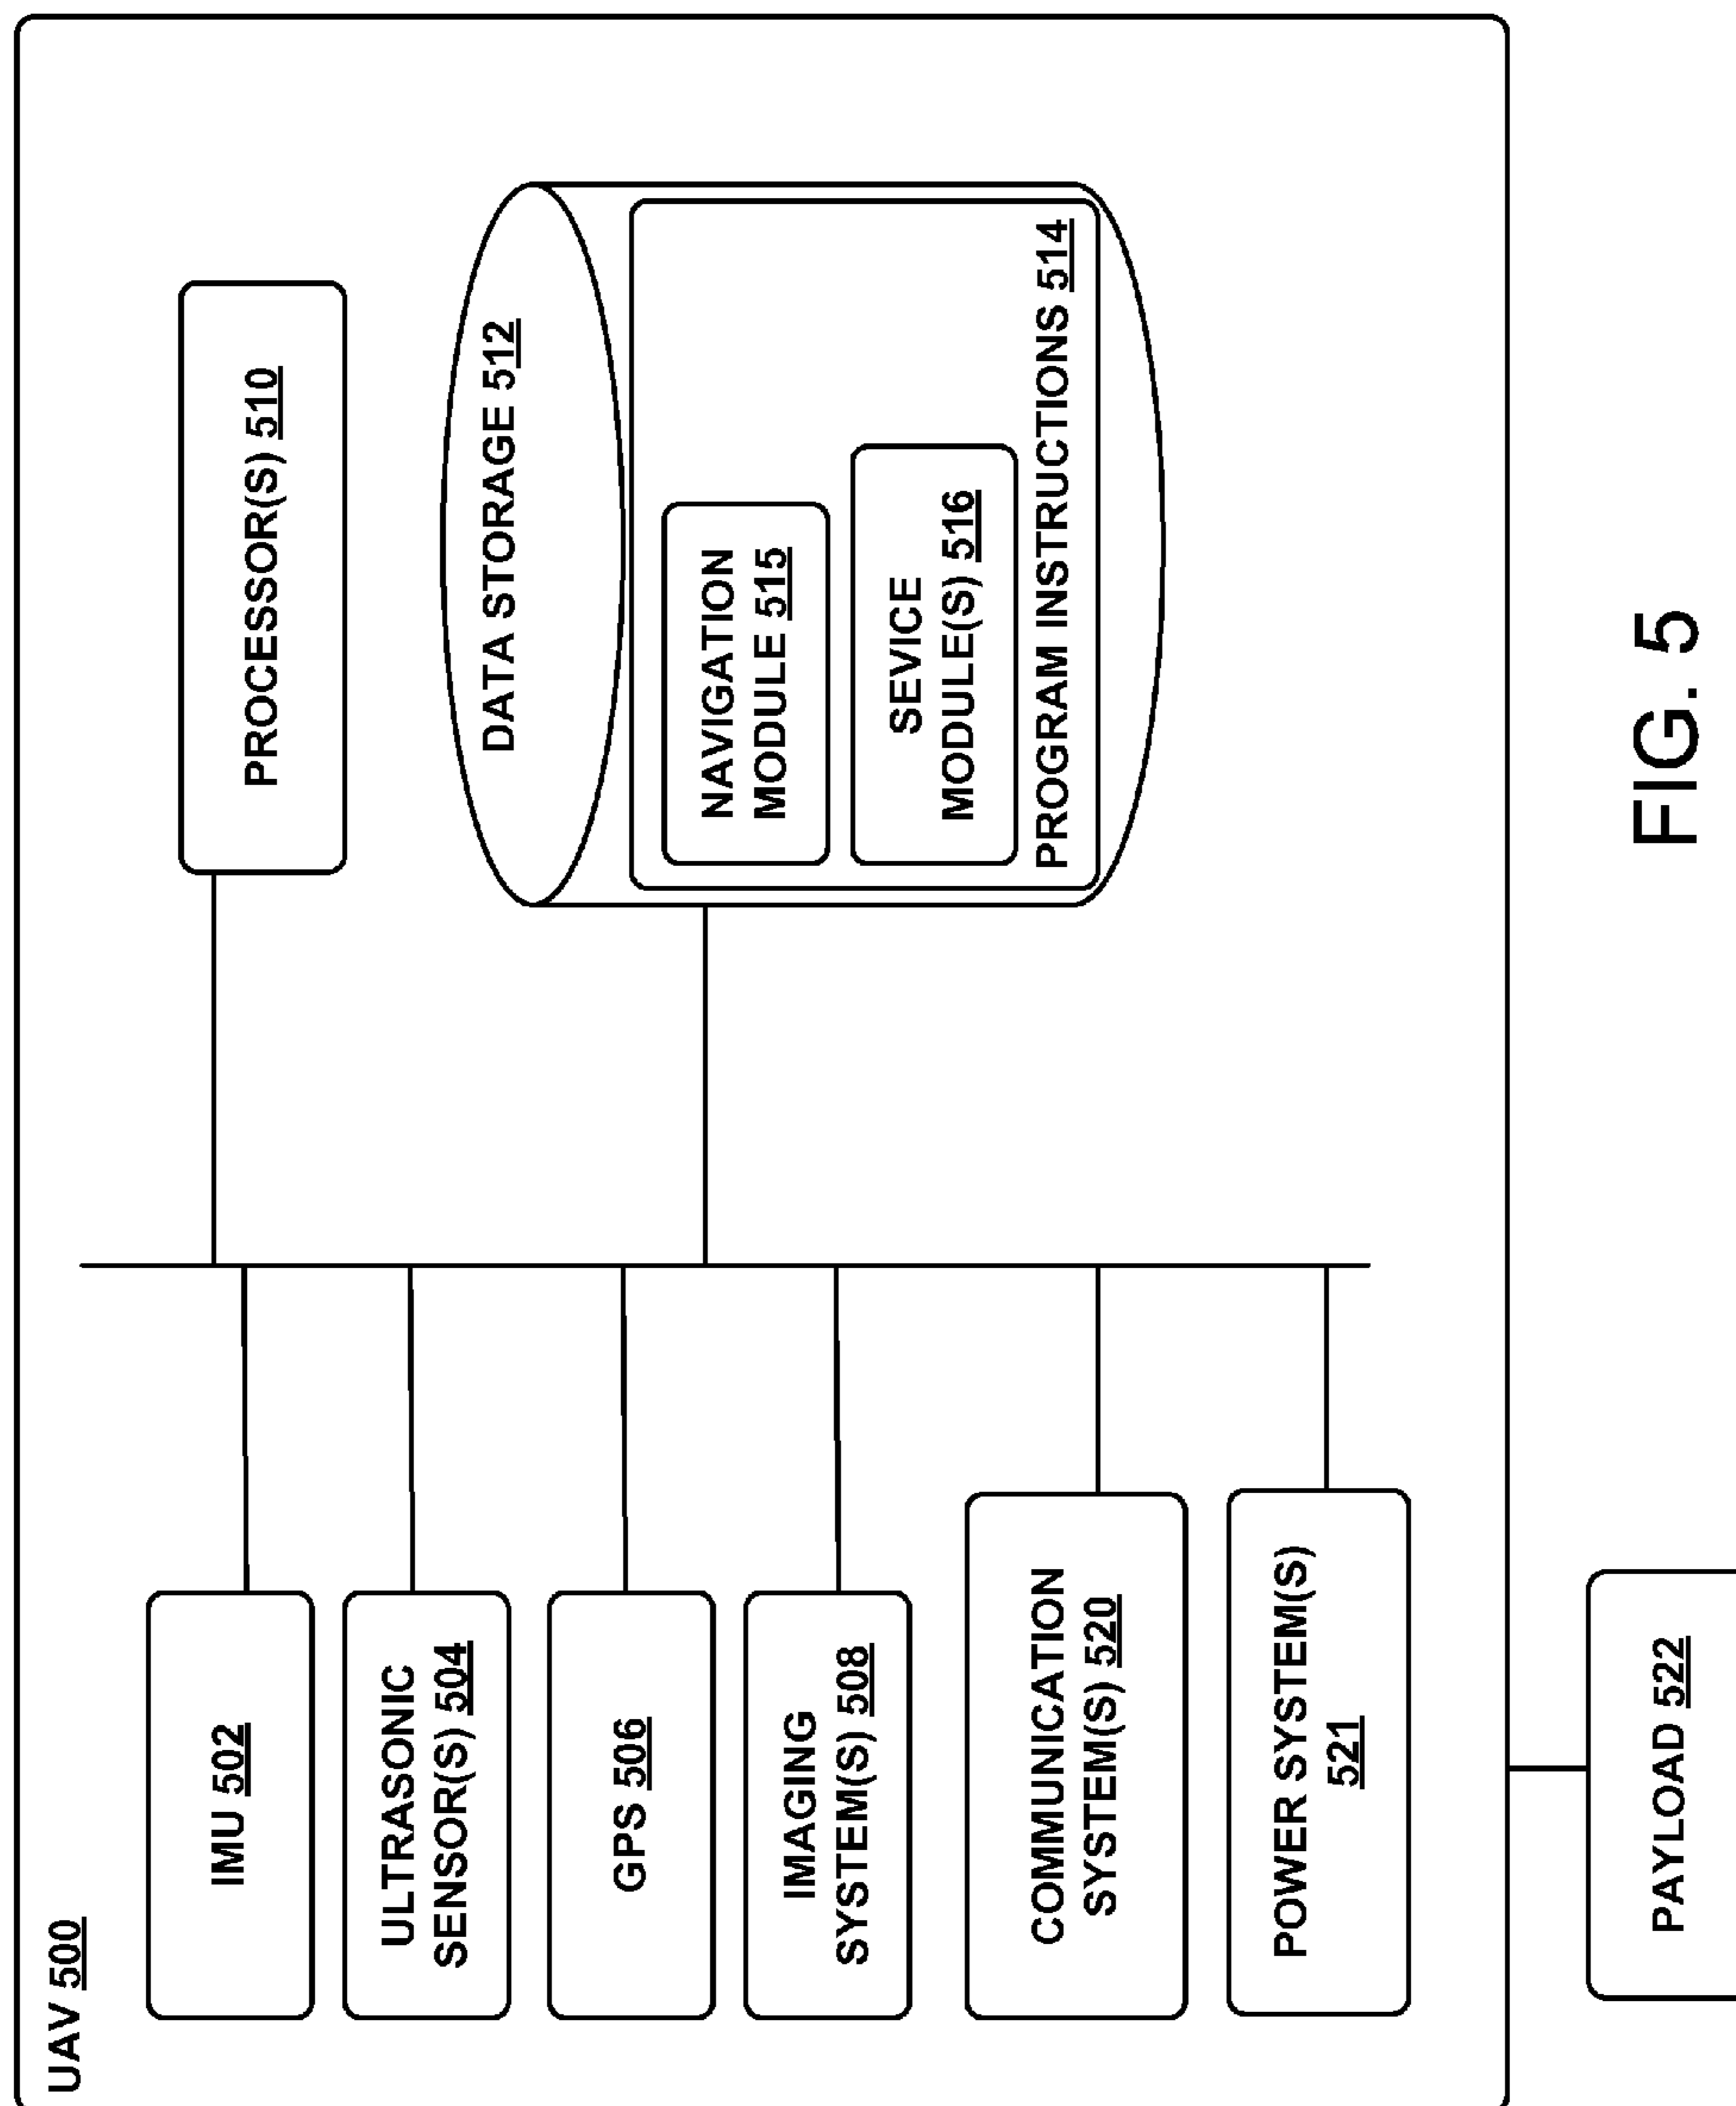 UAV 500
IMU 502
ULTRASONIC
SENSOR(S) 504
GPS 506
IMAGING
SYSTEM(S) 508
COMMUNICATION
SYSTEM(S) 520
POWER SYSTEM(S)
521
PROCESSOR(S) 510
DATA STORAGE 512
NAVIGATION
MODULE 515
SEVICE
MODULE(S) 516
PROGRAM INSTRUCTIONS 514
PAYLOAD 522
FIG. 5